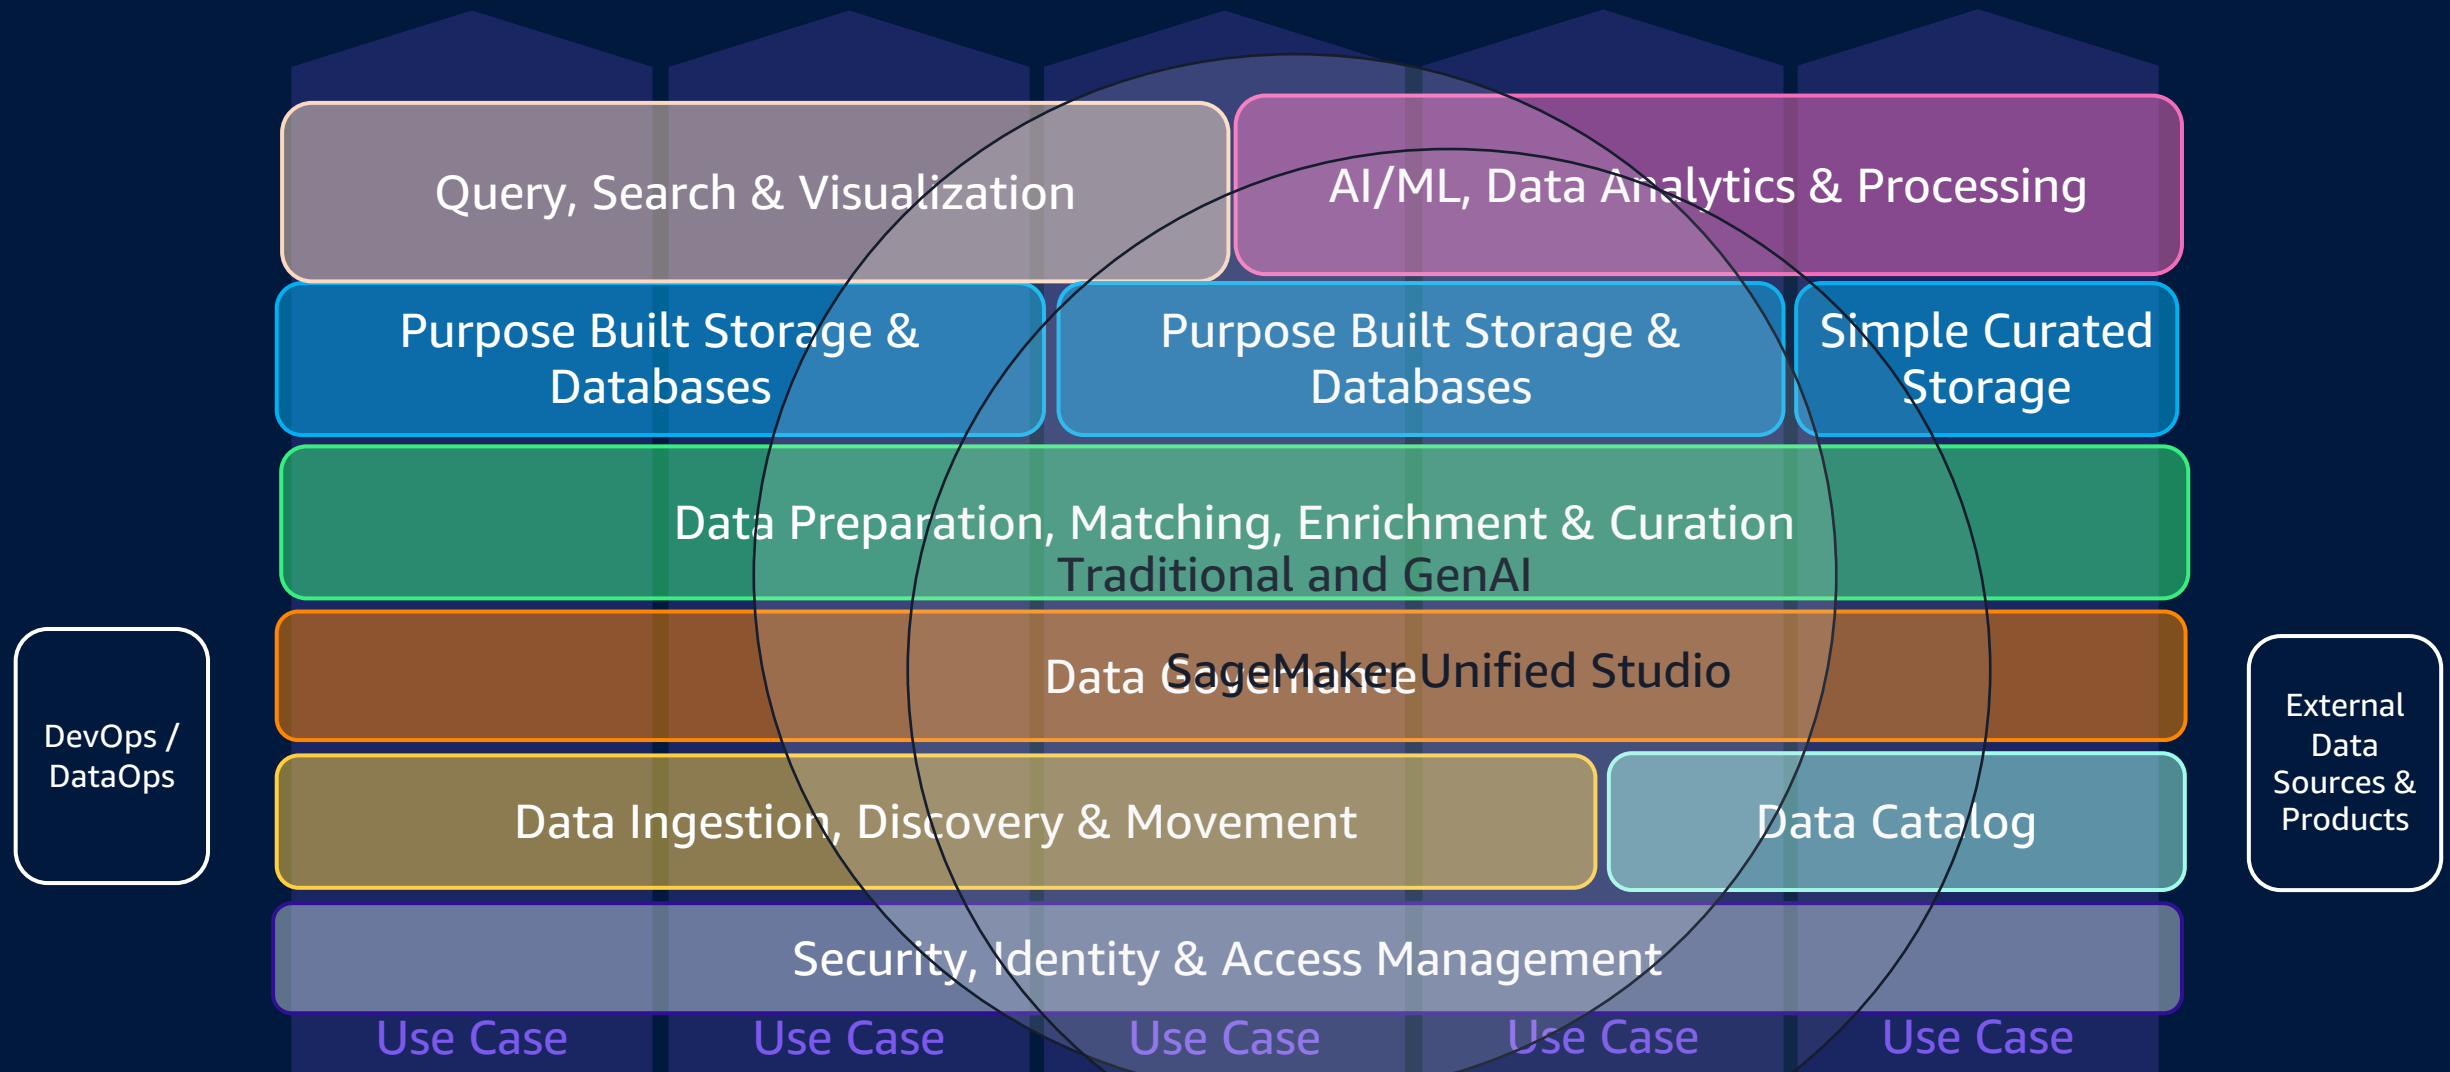 Query, Search & Visualization
AI/ML, Data Analytics & Processing
Purpose Built Storage &
Databases
Purpose Built Storage &
Databases
Simple Curated
Storage
Data Preparation, Matching, Enrichment & Curation
Traditional and GenAI
Data Governance
SageMaker Unified Studio
DevOps /
DataOps
External
Data
Sources &
Products
Data Ingestion, Discovery & Movement
Data Catalog
Security, Identity & Access Management
Use Case
Use Case
Use Case
Use Case
Use Case